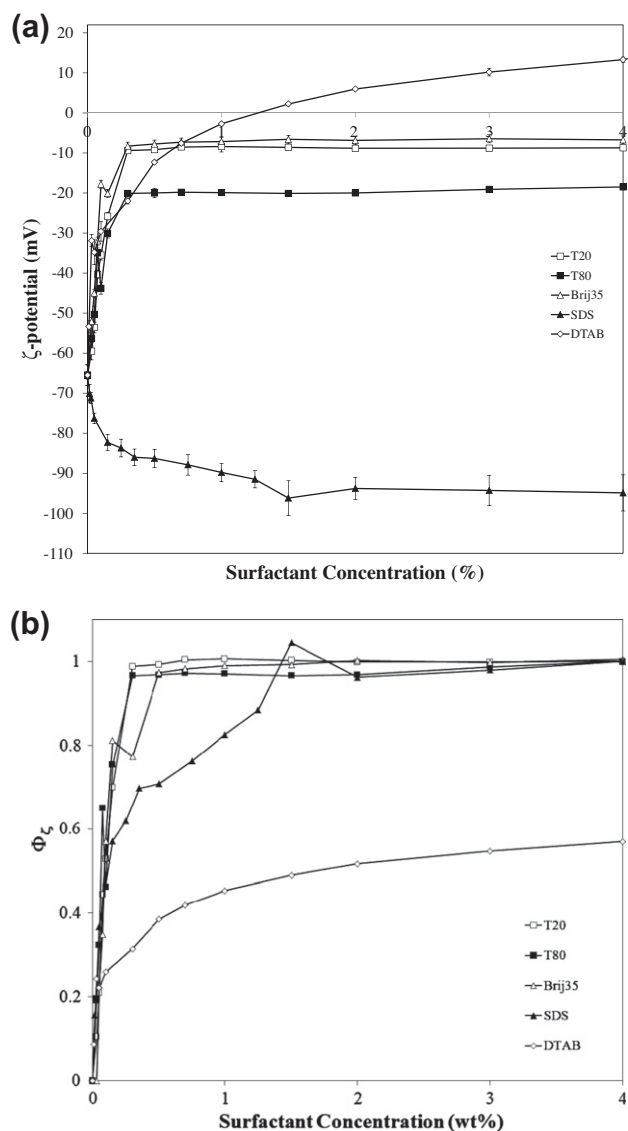 (a)
20
10
0
-10
-20
-30
-40
-50
-60
-70
-80
-90
-100
-110
0 1 2 3 4
ζ-potential (mV)
T20
T80
Brij35
SDS
DTAB
Surfactant Concentration (%)
(b)
1
0.8
0.6
0.4
0.2
0
Φζ
T20
T80
Brij35
SDS
DTAB
0 1 2 3 4
Surfactant Concentration (wt%)